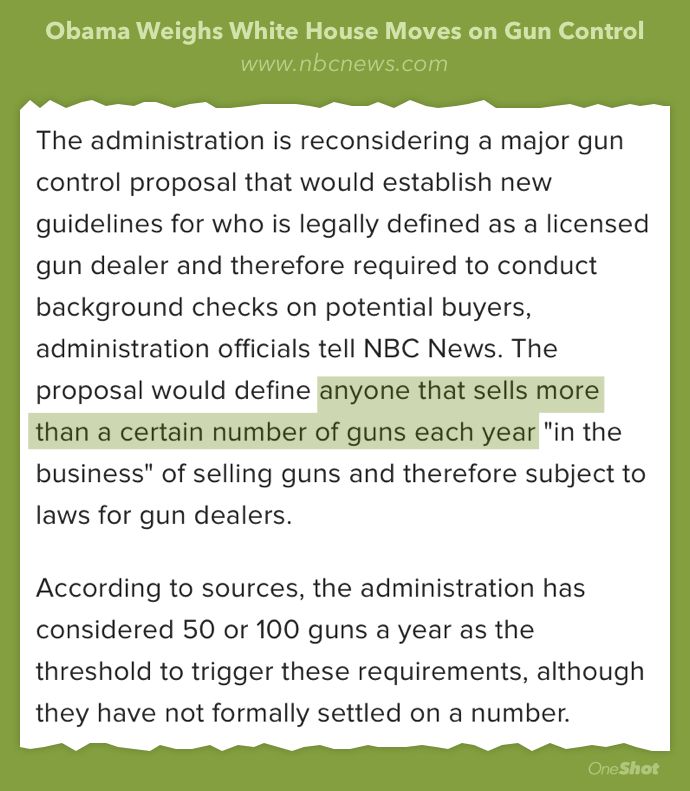 Obama Weighs White House Moves on Gun Control
www.nbcnews.com
The administration is reconsidering a major gun
control proposal that would establish new
guidelines for who is legally defined as a licensed
gun dealer and therefore required to conduct
background checks on potential buyers,
administration officials tell NBC News. The
proposal would define anyone that sells more
than a certain number of guns each year "in the
business" of selling guns and therefore subject to
laws for gun dealers.
According to sources, the administration has
considered 50 or 100 guns a year as the
threshold to trigger these requirements, although
they have not formally settled on a number.
OneShot